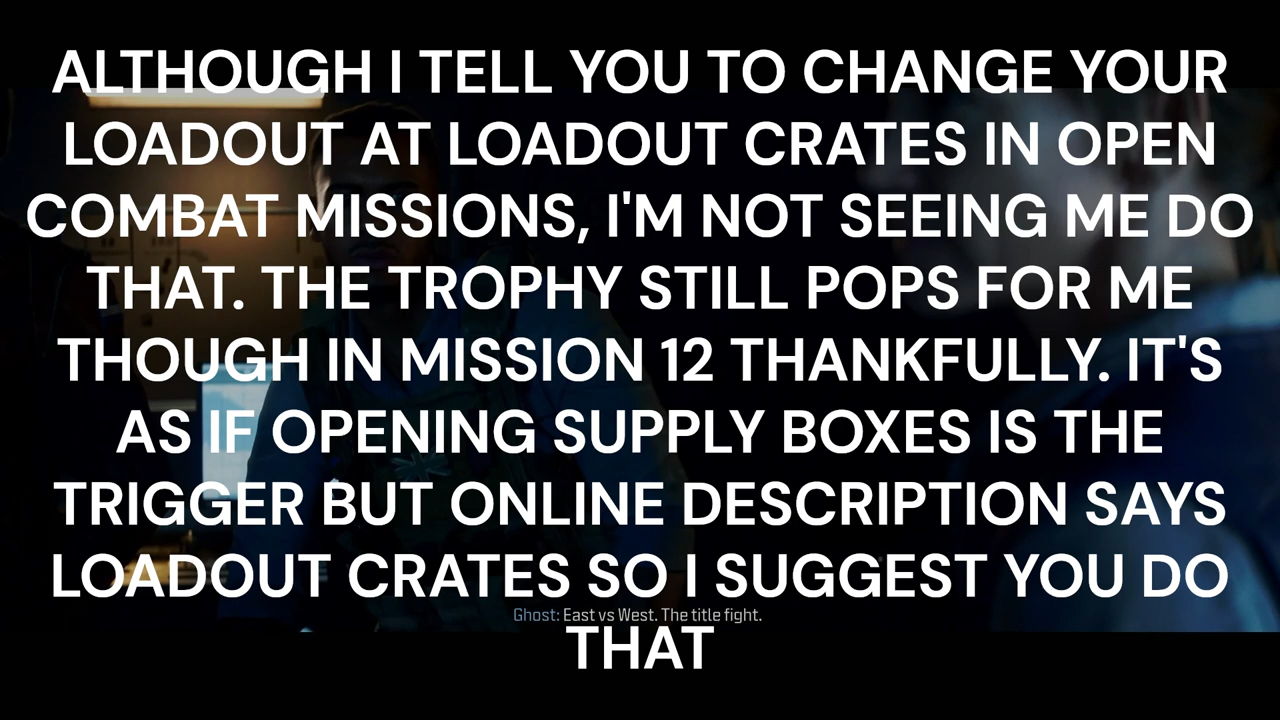 ALTHOUGH I TELL YOU TO CHANGE YOUR
LOADOUT AT LOADOUT CRATES IN OPEN
COMBAT MISSIONS, I'M NOT SEEING ME DO
THAT. THE TROPHY STILL POPS FOR ME
THOUGH IN MISSION 12 THANKFULLY. IT'S
AS IF OPENING SUPPLY BOXES IS THE
TRIGGER BUT ONLINE DESCRIPTION SAYS
LOADOUT CRATES SO I SUGGEST YOU DO
Ghost: East vs West. The title fight.
THAT